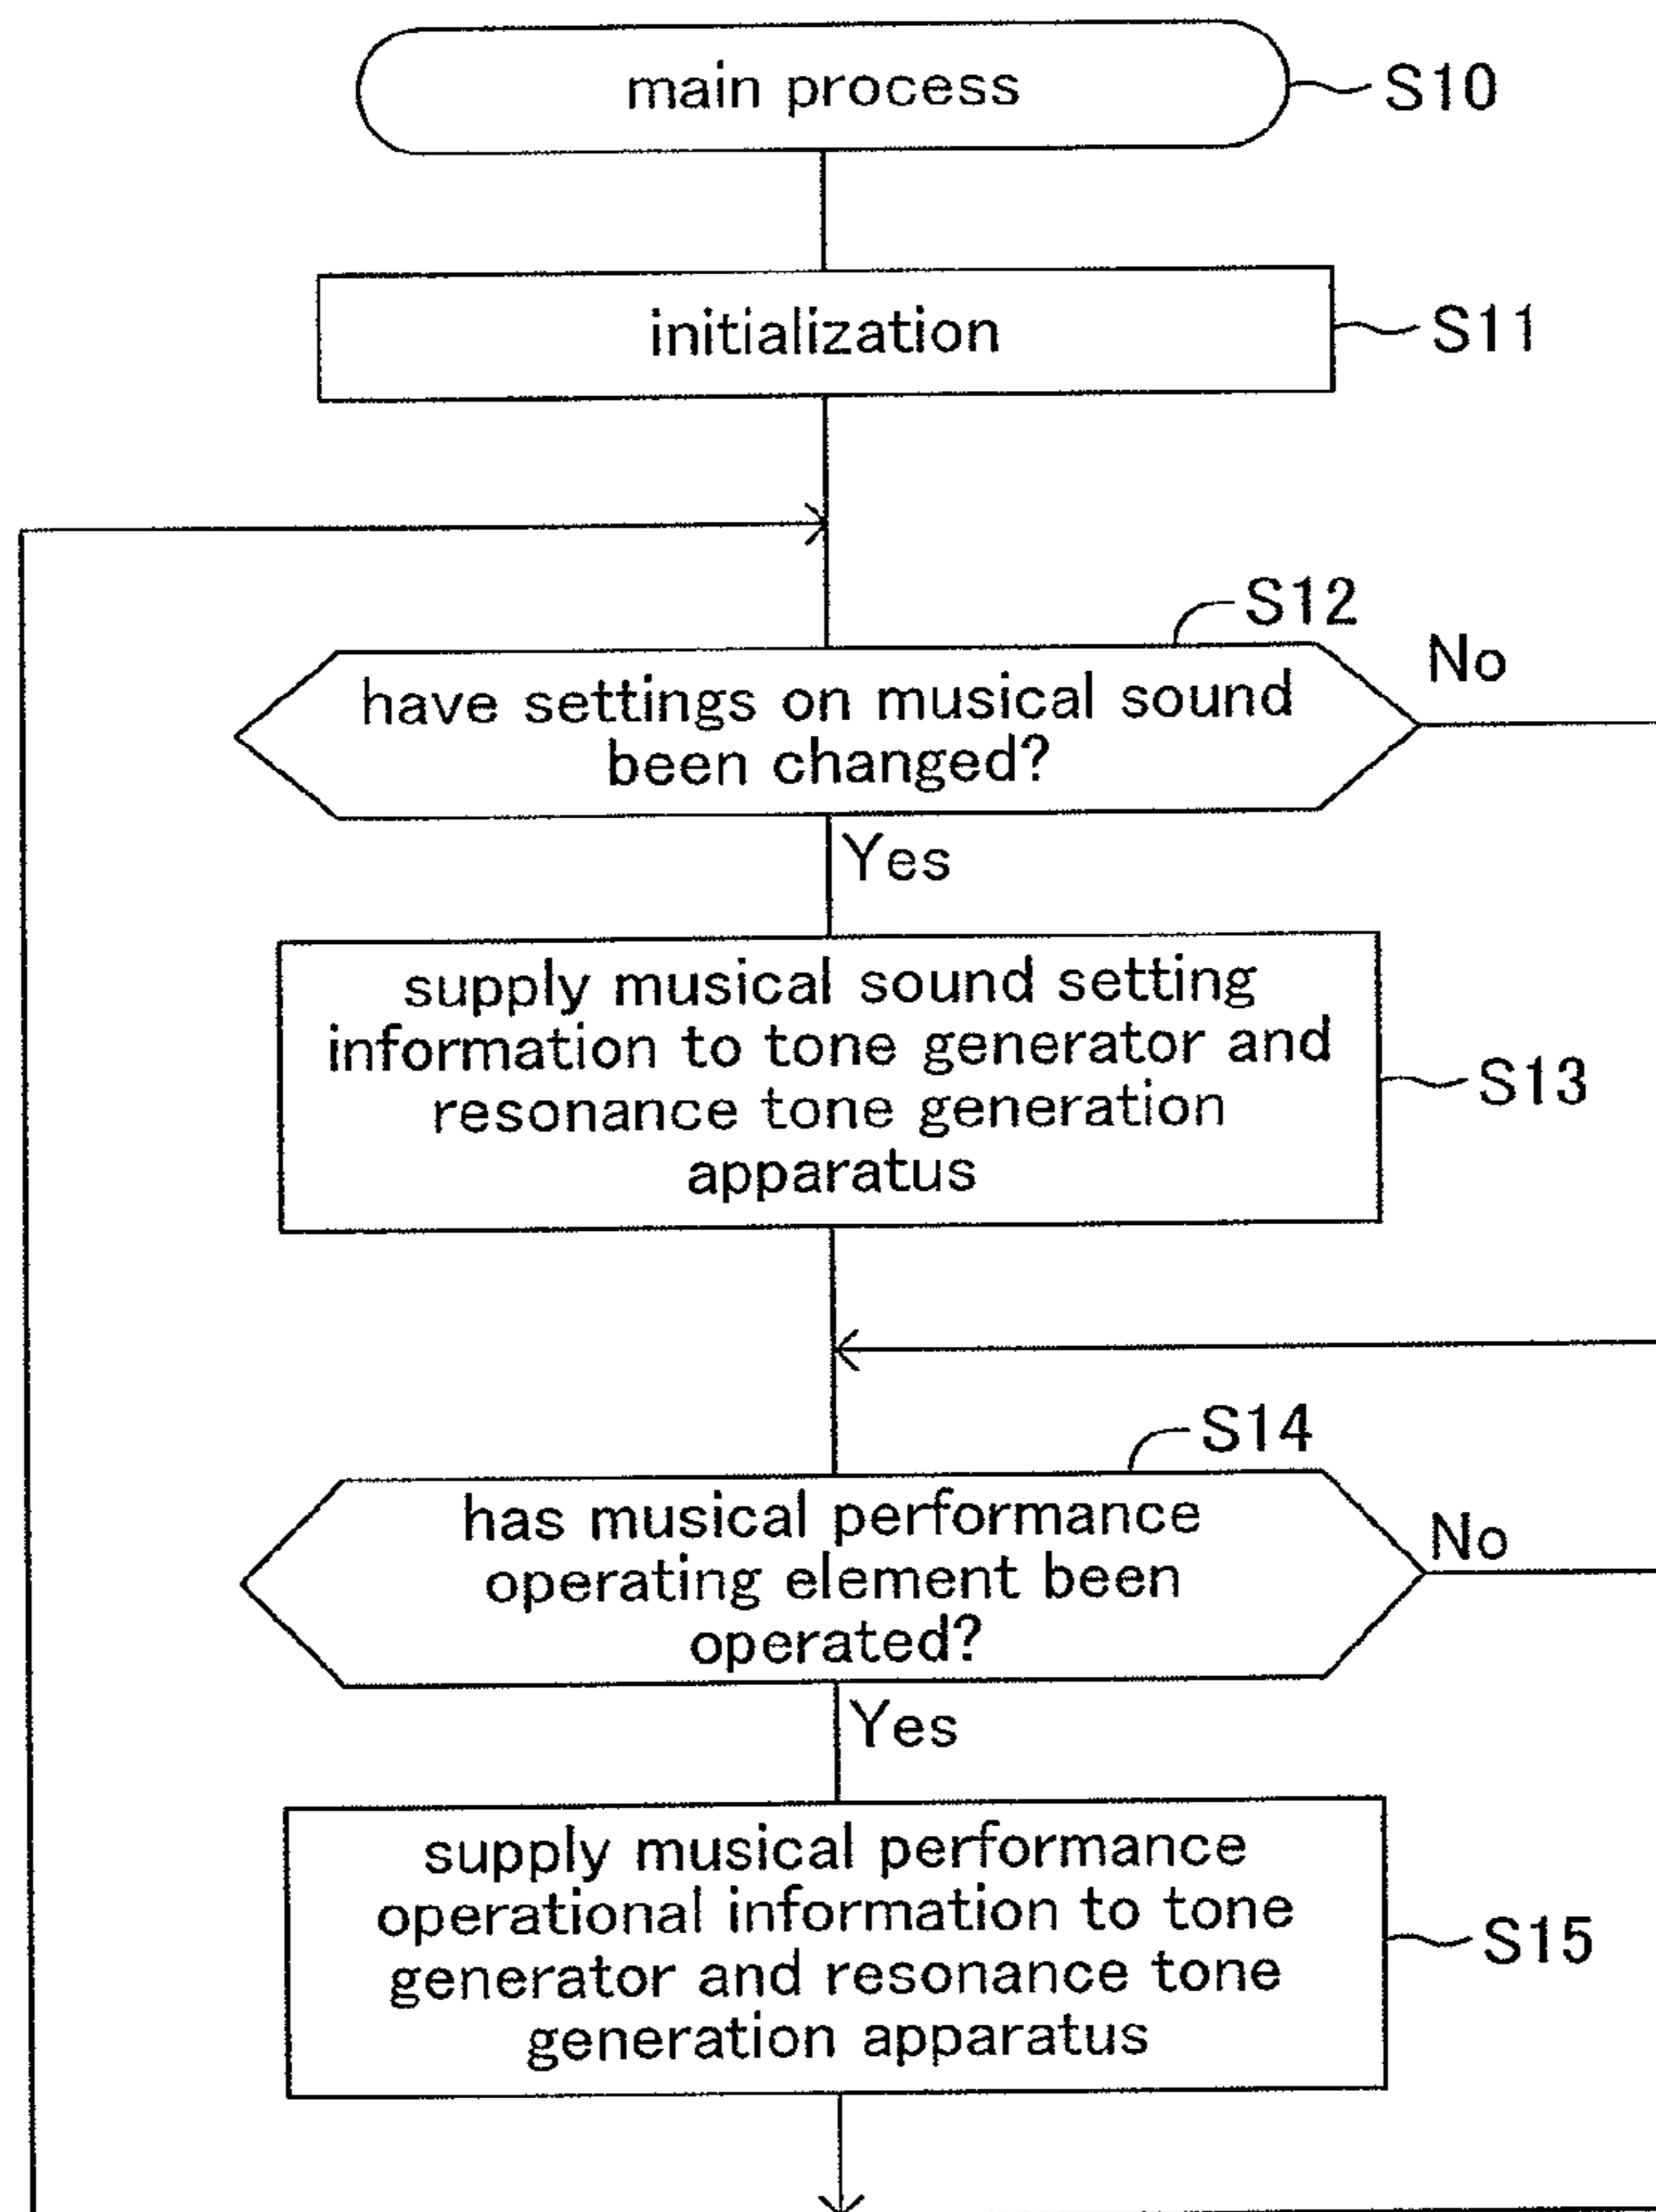 main process
S10
initialization
S11
S12
No
have settings on musical sound
been changed?
Yes
supply musical sound setting
information to tone generator and
resonance tone generation
apparatus
S13
S14
No
has musical performance
operating element been
operated?
Yes
supply musical performance
operational information to tone
generator and resonance tone
generation apparatus
S15